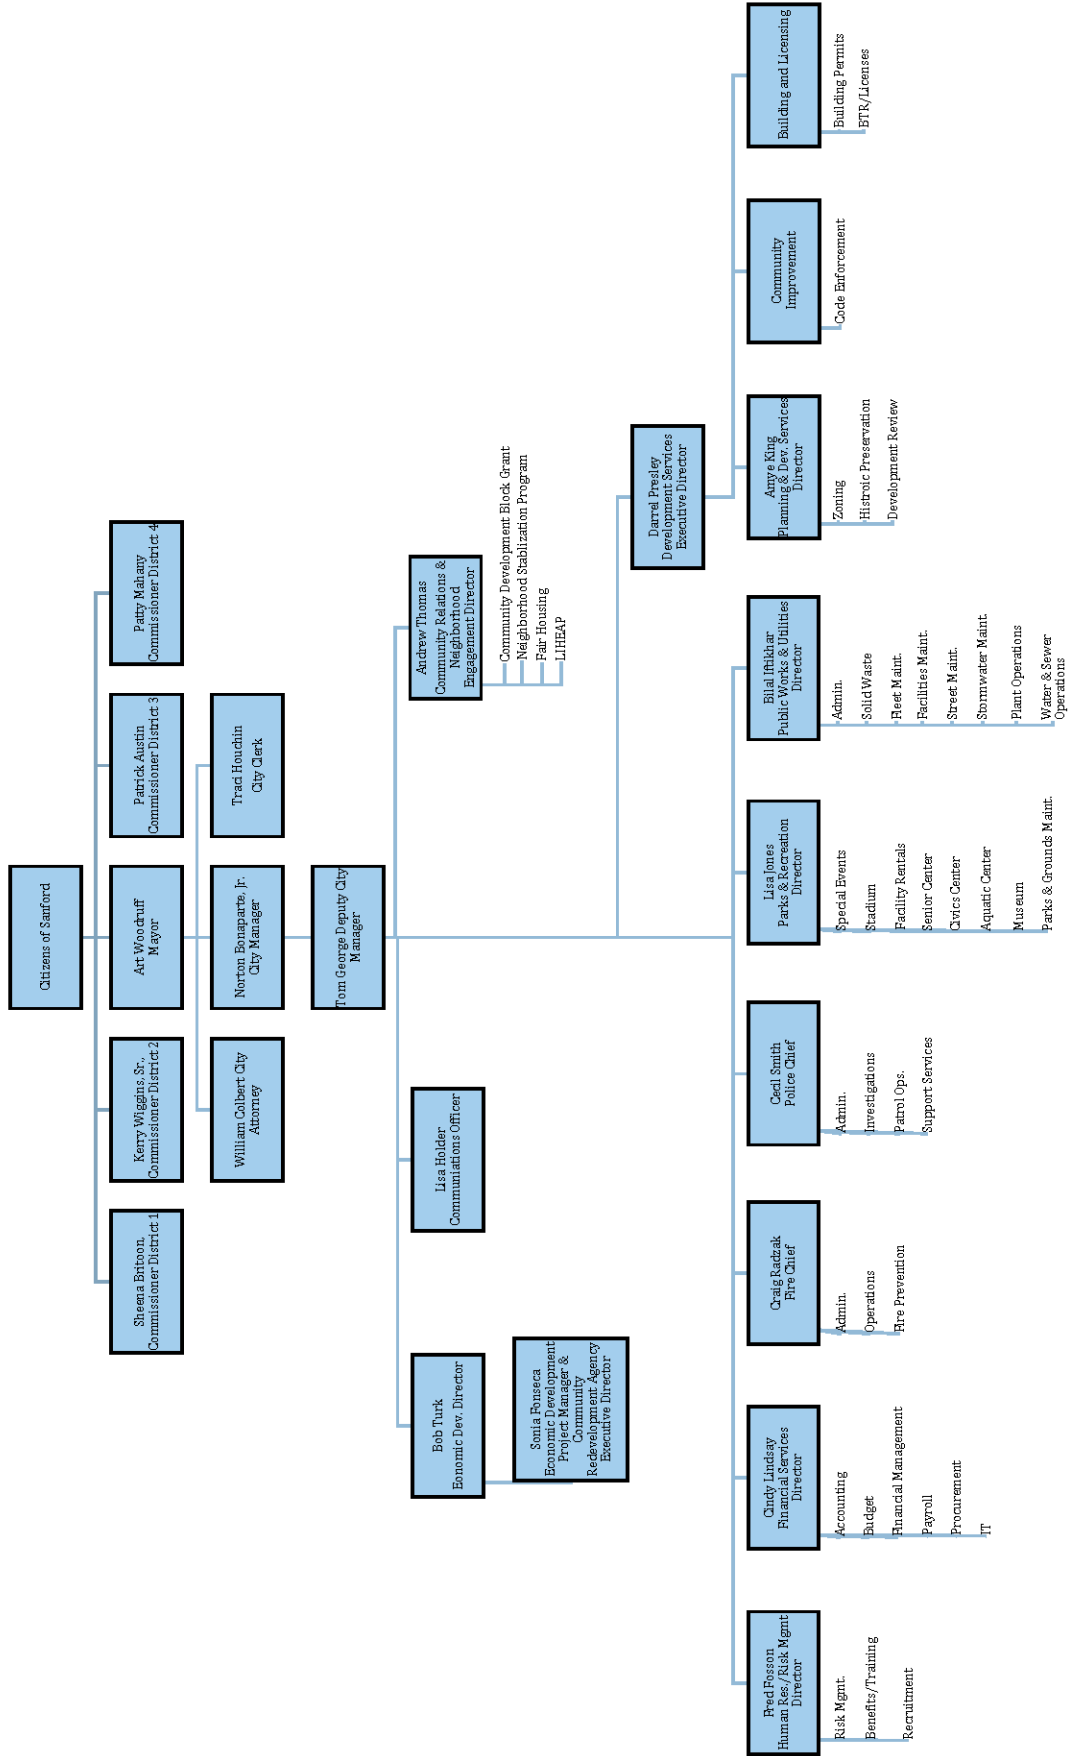 Citizens of Sanford
Sheena Britoon,
Commissioner District 1
Kerry Wiggins, Sr.,
Commissioner District 2
Art Woodruff
Mayor
Patrick Austin
Commissioner District 3
Patty Mahany
Commissioner District 4
William Colbert City
Attorney
Norton Bonaparte, Jr.
City Manager
Traci Houchin
City Clerk
Tom George Deputy City
Manager
Bob Turk
Eonomic Dev. Director
Lisa Holder
Communiations Officer
Andrew Thomas
Community Relations &
Neighborhood
Engagement Director
Community Development Block Grant
Neighborhood Stablization Program
Fair Housing
LIHEAP
Sonia Fonseca
Economic Development
Project Manager &
Community
Redevelopment Agency
Executive Director
Darrel Presley
Development Services
Executive Director
Fred Fosson
Human Res./Risk Mgmt
Director
Risk Mgmt.
Benefits/Training
Recruitment
Cindy Lindsay
Financial Services
Director
Accounting
Budget
Financial Management
Payroll
Procurement
IT
Craig Radzak
Fire Chief
Admin.
Operations
Fire Prevention
Cecil Smith
Police Chief
Admin.
Investigations
Patrol Ops.
Support Services
Lisa Jones
Parks & Recreation
Director
Special Events
Stadium
Facility Rentals
Senior Center
Civics Center
Aquatic Center
Museum
Parks & Grounds Maint.
Bilal Iftikhar
Public Works & Utilities
Director
Admin.
Solid Waste
Fleet Maint.
Facilities Maint.
Street Maint.
Stormwater Maint.
Plant Operations
Water & Sewer
Operations
Amye King
Planning & Dev. Services
Director
Zoning
Histroic Preservation
Development Review
Community
Improvement
Code Enforcement
Building and Licensing
Building Permits
BTR/Licenses